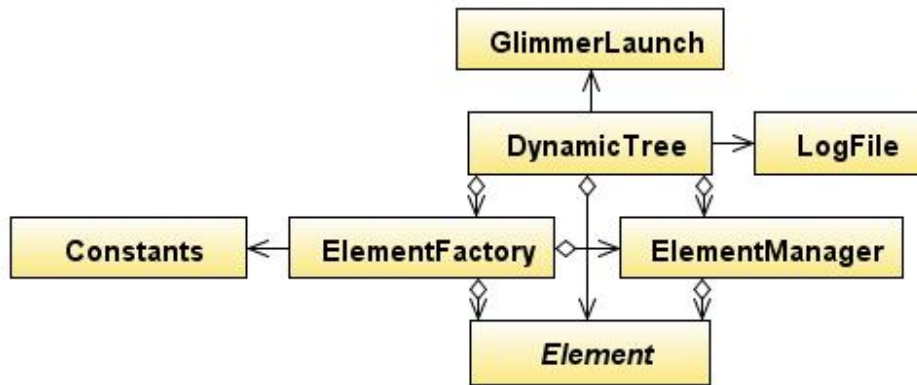 GlimmerLaunch
DynamicTree
LogFile
Constants
ElementFactory
ElementManager
Element